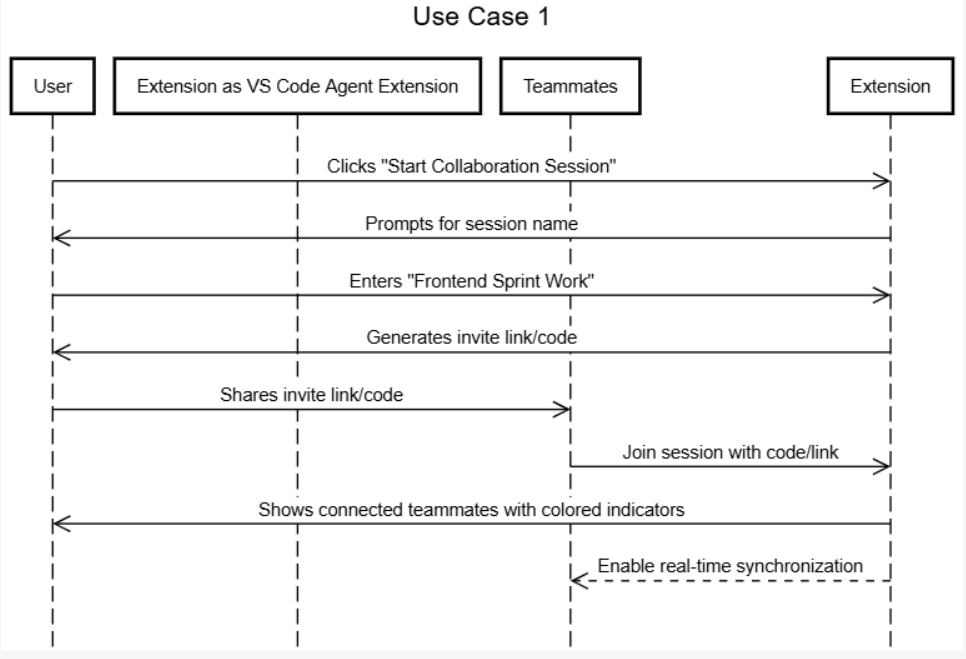 Use Case 1
User
Extension as VS Code Agent Extension
Teammates
Extension
Clicks "Start Collaboration Session"
Prompts for session name
Enters "Frontend Sprint Work"
Generates invite link/code
Shares invite link/code
Join session with code/link
Shows connected teammates with colored indicators
Enable real-time synchronization